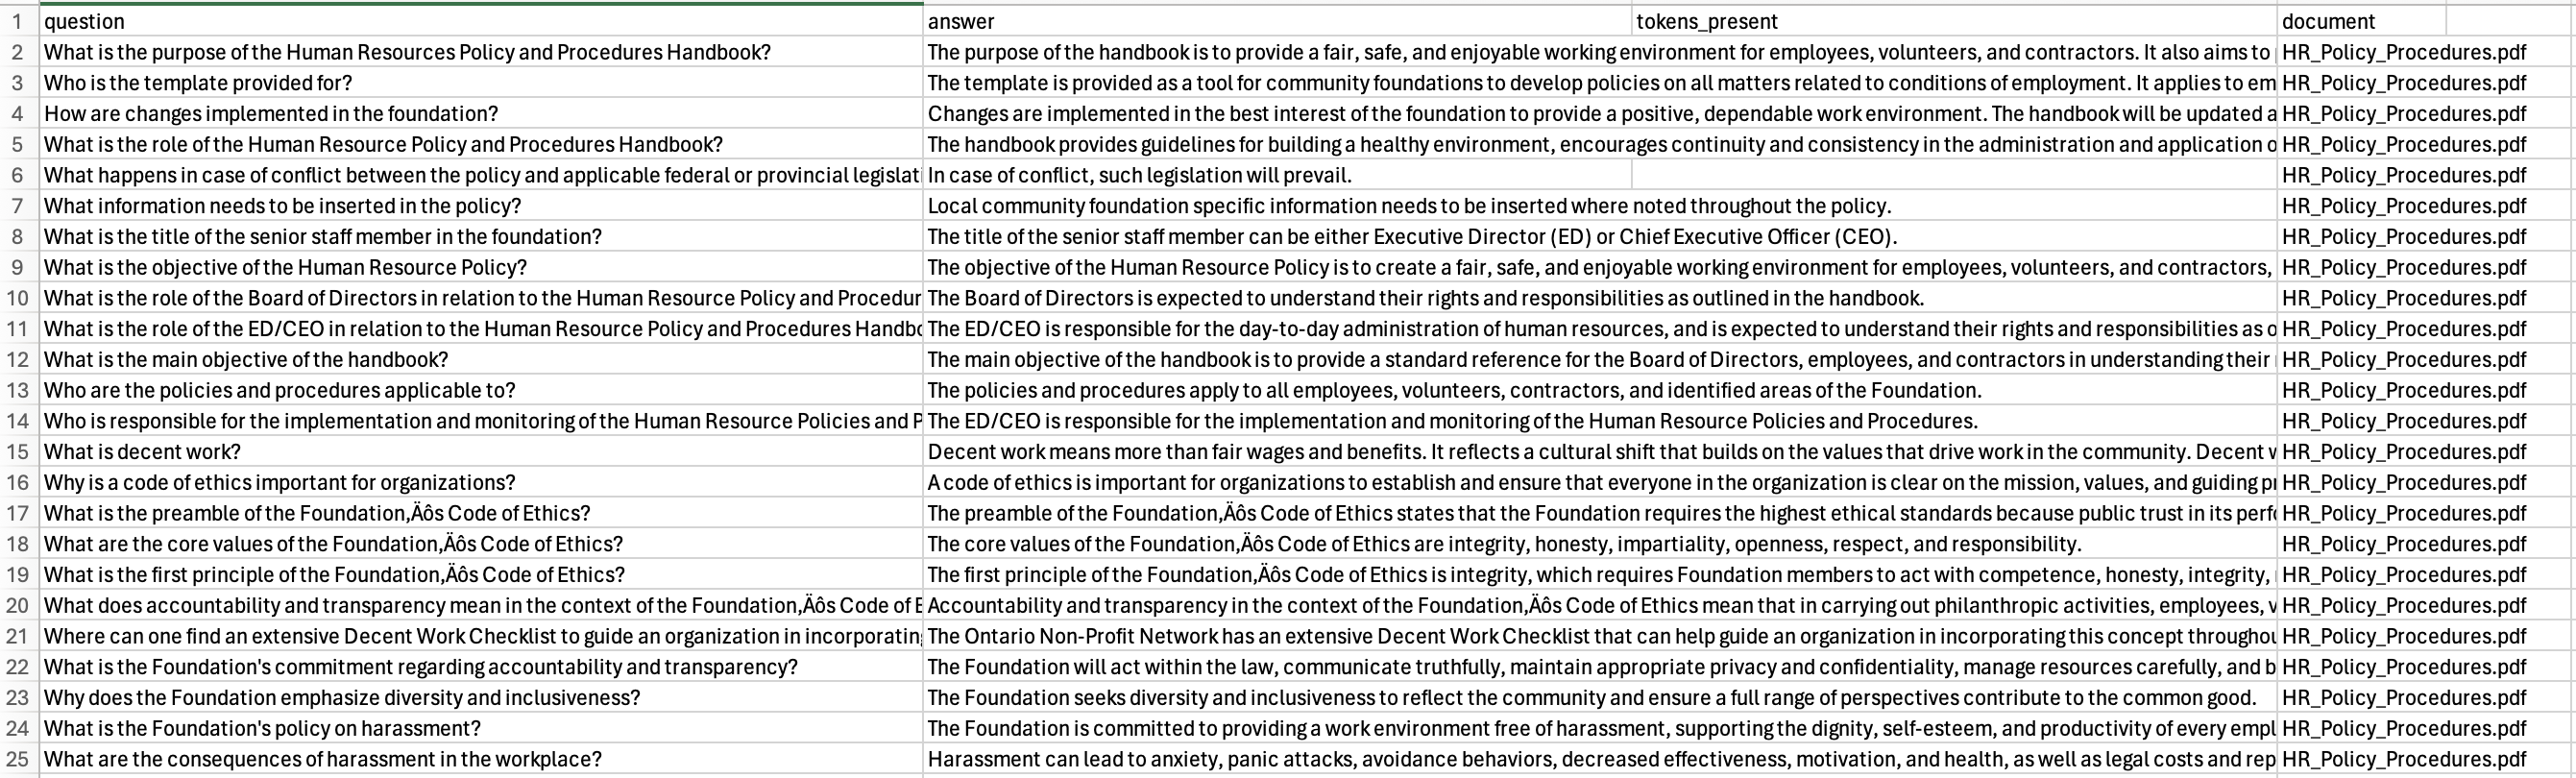 1 question answer tokens_present document
2 What is the purpose of the Human Resources Policy and Procedures Handbook? The purpose of the handbook is to provide a fair, safe, and enjoyable working environment for employees, volunteers, and contractors. It also aims to HR_Policy_Procedures.pdf
3 Who is the template provided for? The template is provided as a tool for community foundations to develop policies on all matters related to conditions of employment. It applies to em HR_Policy_Procedures.pdf
4 How are changes implemented in the foundation? Changes are implemented in the best interest of the foundation to provide a positive, dependable work environment. The handbook will be updated a HR_Policy_Procedures.pdf
5 What is the role of the Human Resource Policy and Procedures Handbook? The handbook provides guidelines for building a healthy environment, encourages continuity and consistency in the administration and application o HR_Policy_Procedures.pdf
6 What happens in case of conflict between the policy and applicable federal or provincial legislati In case of conflict, such legislation will prevail. HR_Policy_Procedures.pdf
7 What information needs to be inserted in the policy? Local community foundation specific information needs to be inserted where noted throughout the policy. HR_Policy_Procedures.pdf
8 What is the title of the senior staff member in the foundation? The title of the senior staff member can be either Executive Director (ED) or Chief Executive Officer (CEO). HR_Policy_Procedures.pdf
9 What is the objective of the Human Resource Policy? The objective of the Human Resource Policy is to create a fair, safe, and enjoyable working environment for employees, volunteers, and contractors, HR_Policy_Procedures.pdf
10 What is the role of the Board of Directors in relation to the Human Resource Policy and Procedur The Board of Directors is expected to understand their rights and responsibilities as outlined in the handbook. HR_Policy_Procedures.pdf
11 What is the role of the ED/CEO in relation to the Human Resource Policy and Procedures Handbo The ED/CEO is responsible for the day-to-day administration of human resources, and is expected to understand their rights and responsibilities as o HR_Policy_Procedures.pdf
12 What is the main objective of the handbook? The main objective of the handbook is to provide a standard reference for the Board of Directors, employees, and contractors in understanding their HR_Policy_Procedures.pdf
13 Who are the policies and procedures applicable to? The policies and procedures apply to all employees, volunteers, contractors, and identified areas of the Foundation. HR_Policy_Procedures.pdf
14 Who is responsible for the implementation and monitoring of the Human Resource Policies and P The ED/CEO is responsible for the implementation and monitoring of the Human Resource Policies and Procedures. HR_Policy_Procedures.pdf
15 What is decent work? Decent work means more than fair wages and benefits. It reflects a cultural shift that builds on the values that drive work in the community. Decent w HR_Policy_Procedures.pdf
16 Why is a code of ethics important for organizations? A code of ethics is important for organizations to establish and ensure that everyone in the organization is clear on the mission, values, and guiding pr HR_Policy_Procedures.pdf
17 What is the preamble of the Foundation‚Äôs Code of Ethics? The preamble of the Foundation‚Äôs Code of Ethics states that the Foundation requires the highest ethical standards because public trust in its perfo HR_Policy_Procedures.pdf
18 What are the core values of the Foundation‚Äôs Code of Ethics? The core values of the Foundation‚Äôs Code of Ethics are integrity, honesty, impartiality, openness, respect, and responsibility. HR_Policy_Procedures.pdf
19 What is the first principle of the Foundation‚Äôs Code of Ethics? The first principle of the Foundation‚Äôs Code of Ethics is integrity, which requires Foundation members to act with competence, honesty, integrity, HR_Policy_Procedures.pdf
20 What does accountability and transparency mean in the context of the Foundation‚Äôs Code of E Accountability and transparency in the context of the Foundation‚Äôs Code of Ethics mean that in carrying out philanthropic activities, employees, v HR_Policy_Procedures.pdf
21 Where can one find an extensive Decent Work Checklist to guide an organization in incorporating The Ontario Non-Profit Network has an extensive Decent Work Checklist that can help guide an organization in incorporating this concept throughou HR_Policy_Procedures.pdf
22 What is the Foundation's commitment regarding accountability and transparency? The Foundation will act within the law, communicate truthfully, maintain appropriate privacy and confidentiality, manage resources carefully, and b HR_Policy_Procedures.pdf
23 Why does the Foundation emphasize diversity and inclusiveness? The Foundation seeks diversity and inclusiveness to reflect the community and ensure a full range of perspectives contribute to the common good. HR_Policy_Procedures.pdf
24 What is the Foundation's policy on harassment? The Foundation is committed to providing a work environment free of harassment, supporting the dignity, self-esteem, and productivity of every empl HR_Policy_Procedures.pdf
25 What are the consequences of harassment in the workplace? Harassment can lead to anxiety, panic attacks, avoidance behaviors, decreased effectiveness, motivation, and health, as well as legal costs and rep HR_Policy_Procedures.pdf